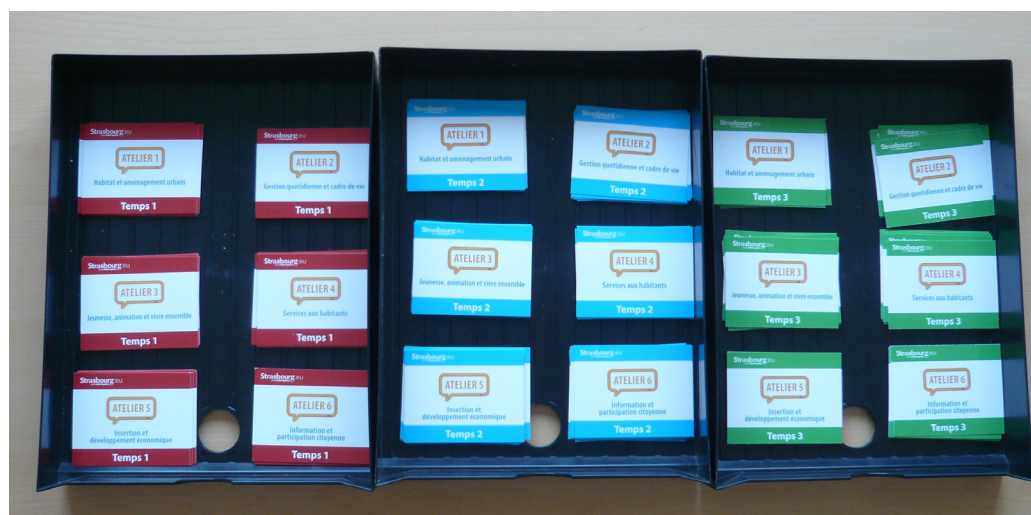 Strasbourg.eu
ATELIER 1
Habitat et aménagement urbain
Temps 1
Strasbourg.eu
ATELIER 2
Gestion quotidienne et cadre de vie
Temps 1
Strasbourg.eu
ATELIER 3
Jeunesse, animation et vivre ensemble
Temps 1
Strasbourg.eu
ATELIER 4
Services aux habitants
Temps 1
Strasbourg.eu
ATELIER 5
Insertion et
développement économique
Temps 1
Strasbourg.eu
ATELIER 6
Information et
participation citoyenne
Temps 1
Strasbourg.eu
ATELIER 1
Habitat et aménagement urbain
Temps 2
Strasbourg.eu
ATELIER 2
Gestion quotidienne et cadre de vie
Temps 2
Strasbourg.eu
ATELIER 3
Jeunesse, animation et vivre ensemble
Temps 2
Strasbourg.eu
ATELIER 4
Services aux habitants
Temps 2
Strasbourg.eu
ATELIER 5
Insertion et
développement économique
Temps 2
Strasbourg.eu
ATELIER 6
Information et
participation citoyenne
Temps 2
Strasbourg.eu
ATELIER 1
Habitat et aménagement urbain
Temps 3
Strasbourg.eu
Strasbourg.eu
ATELIER 2
Gestion quotidienne et cadre de vie
Temps 3
Strasbourg.eu
ATELIER 3
Jeunesse, animation et vivre ensemble
Temps 3
Strasbourg.eu
ATELIER 4
Services aux habitants
Temps 3
Strasbourg.eu
ATELIER 5
Insertion et
développement économique
Temps 3
Strasbourg.eu
ATELIER 6
Information et
participation citoyenne
Temps 3